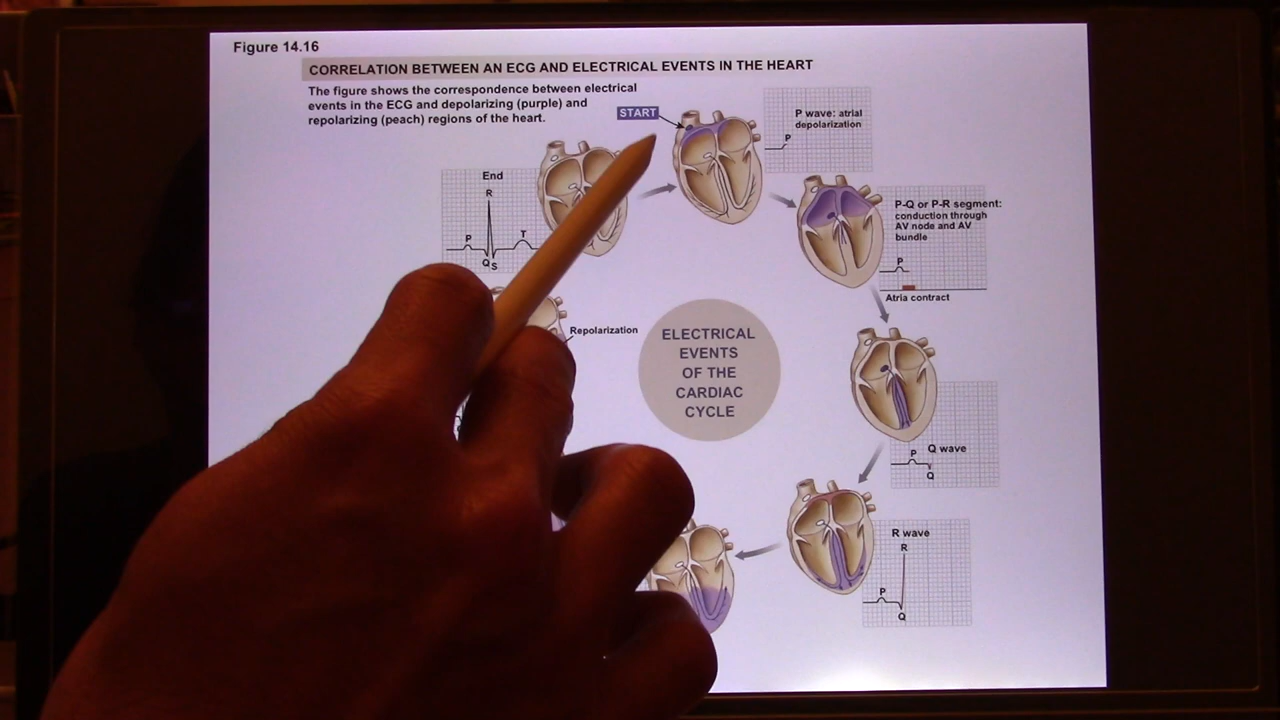 Figure 14.16
CORRELATION BETWEEN AN ECG AND ELECTRICAL EVENTS IN THE HEART
The figure shows the correspondence between electrical
events in the ECG and depolarizing (purple) and
repolarizing (peach) regions of the heart.
START
P wave: atrial
depolarization
P
P-Q or P-R segment:
conduction through
AV node and AV
bundle
P
Atria contract
Q wave
P
Q
R wave
R
P
Q
Repolarization
End
R
P
T
Q
S
ELECTRICAL
EVENTS
OF THE
CARDIAC
CYCLE